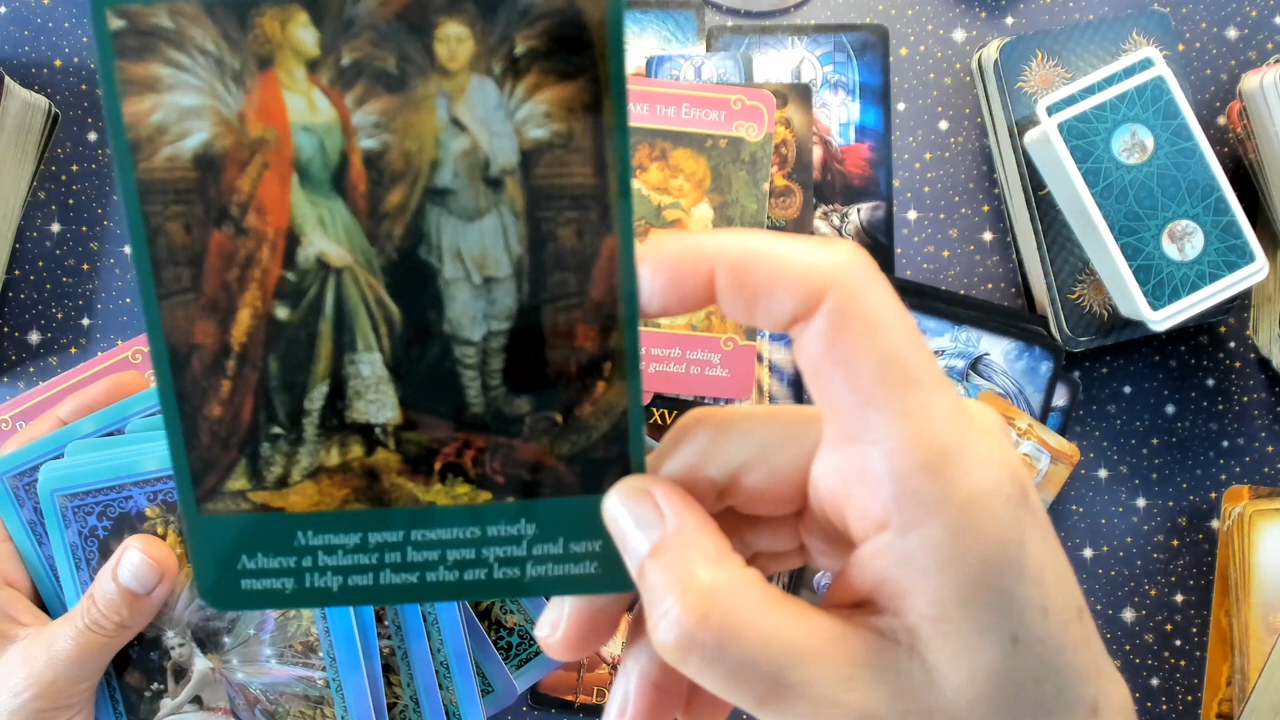 AKE THE EFFORT
s worth taking
e guided to take.
XV
Manage your resources wisely.
Achieve a balance in how you spend and save
money. Help out those who are less fortunate.
D